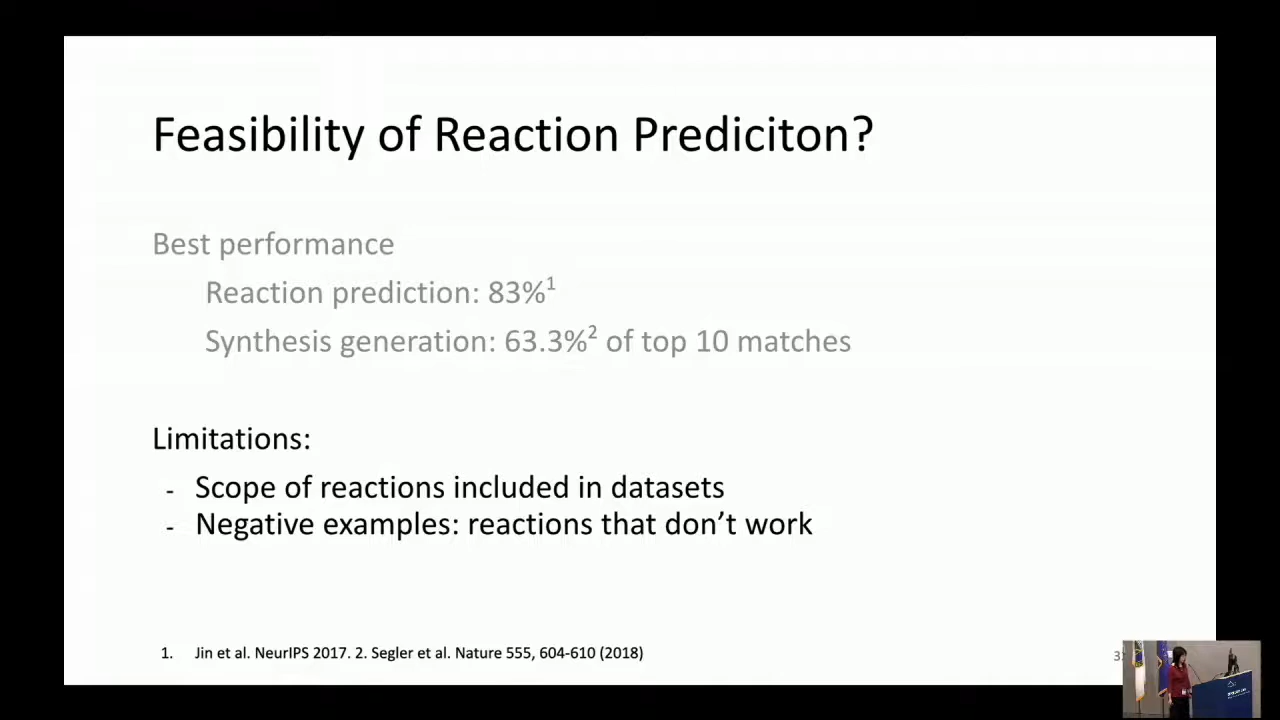 Feasibility of Reaction Prediciton?
Best performance
Reaction prediction: 83%1
Synthesis generation: 63.3%2 of top 10 matches
Limitations:
- Scope of reactions included in datasets
- Negative examples: reactions that don’t work
1. Jin et al. NeurIPS 2017. 2. Segler et al. Nature 555, 604-610 (2018)